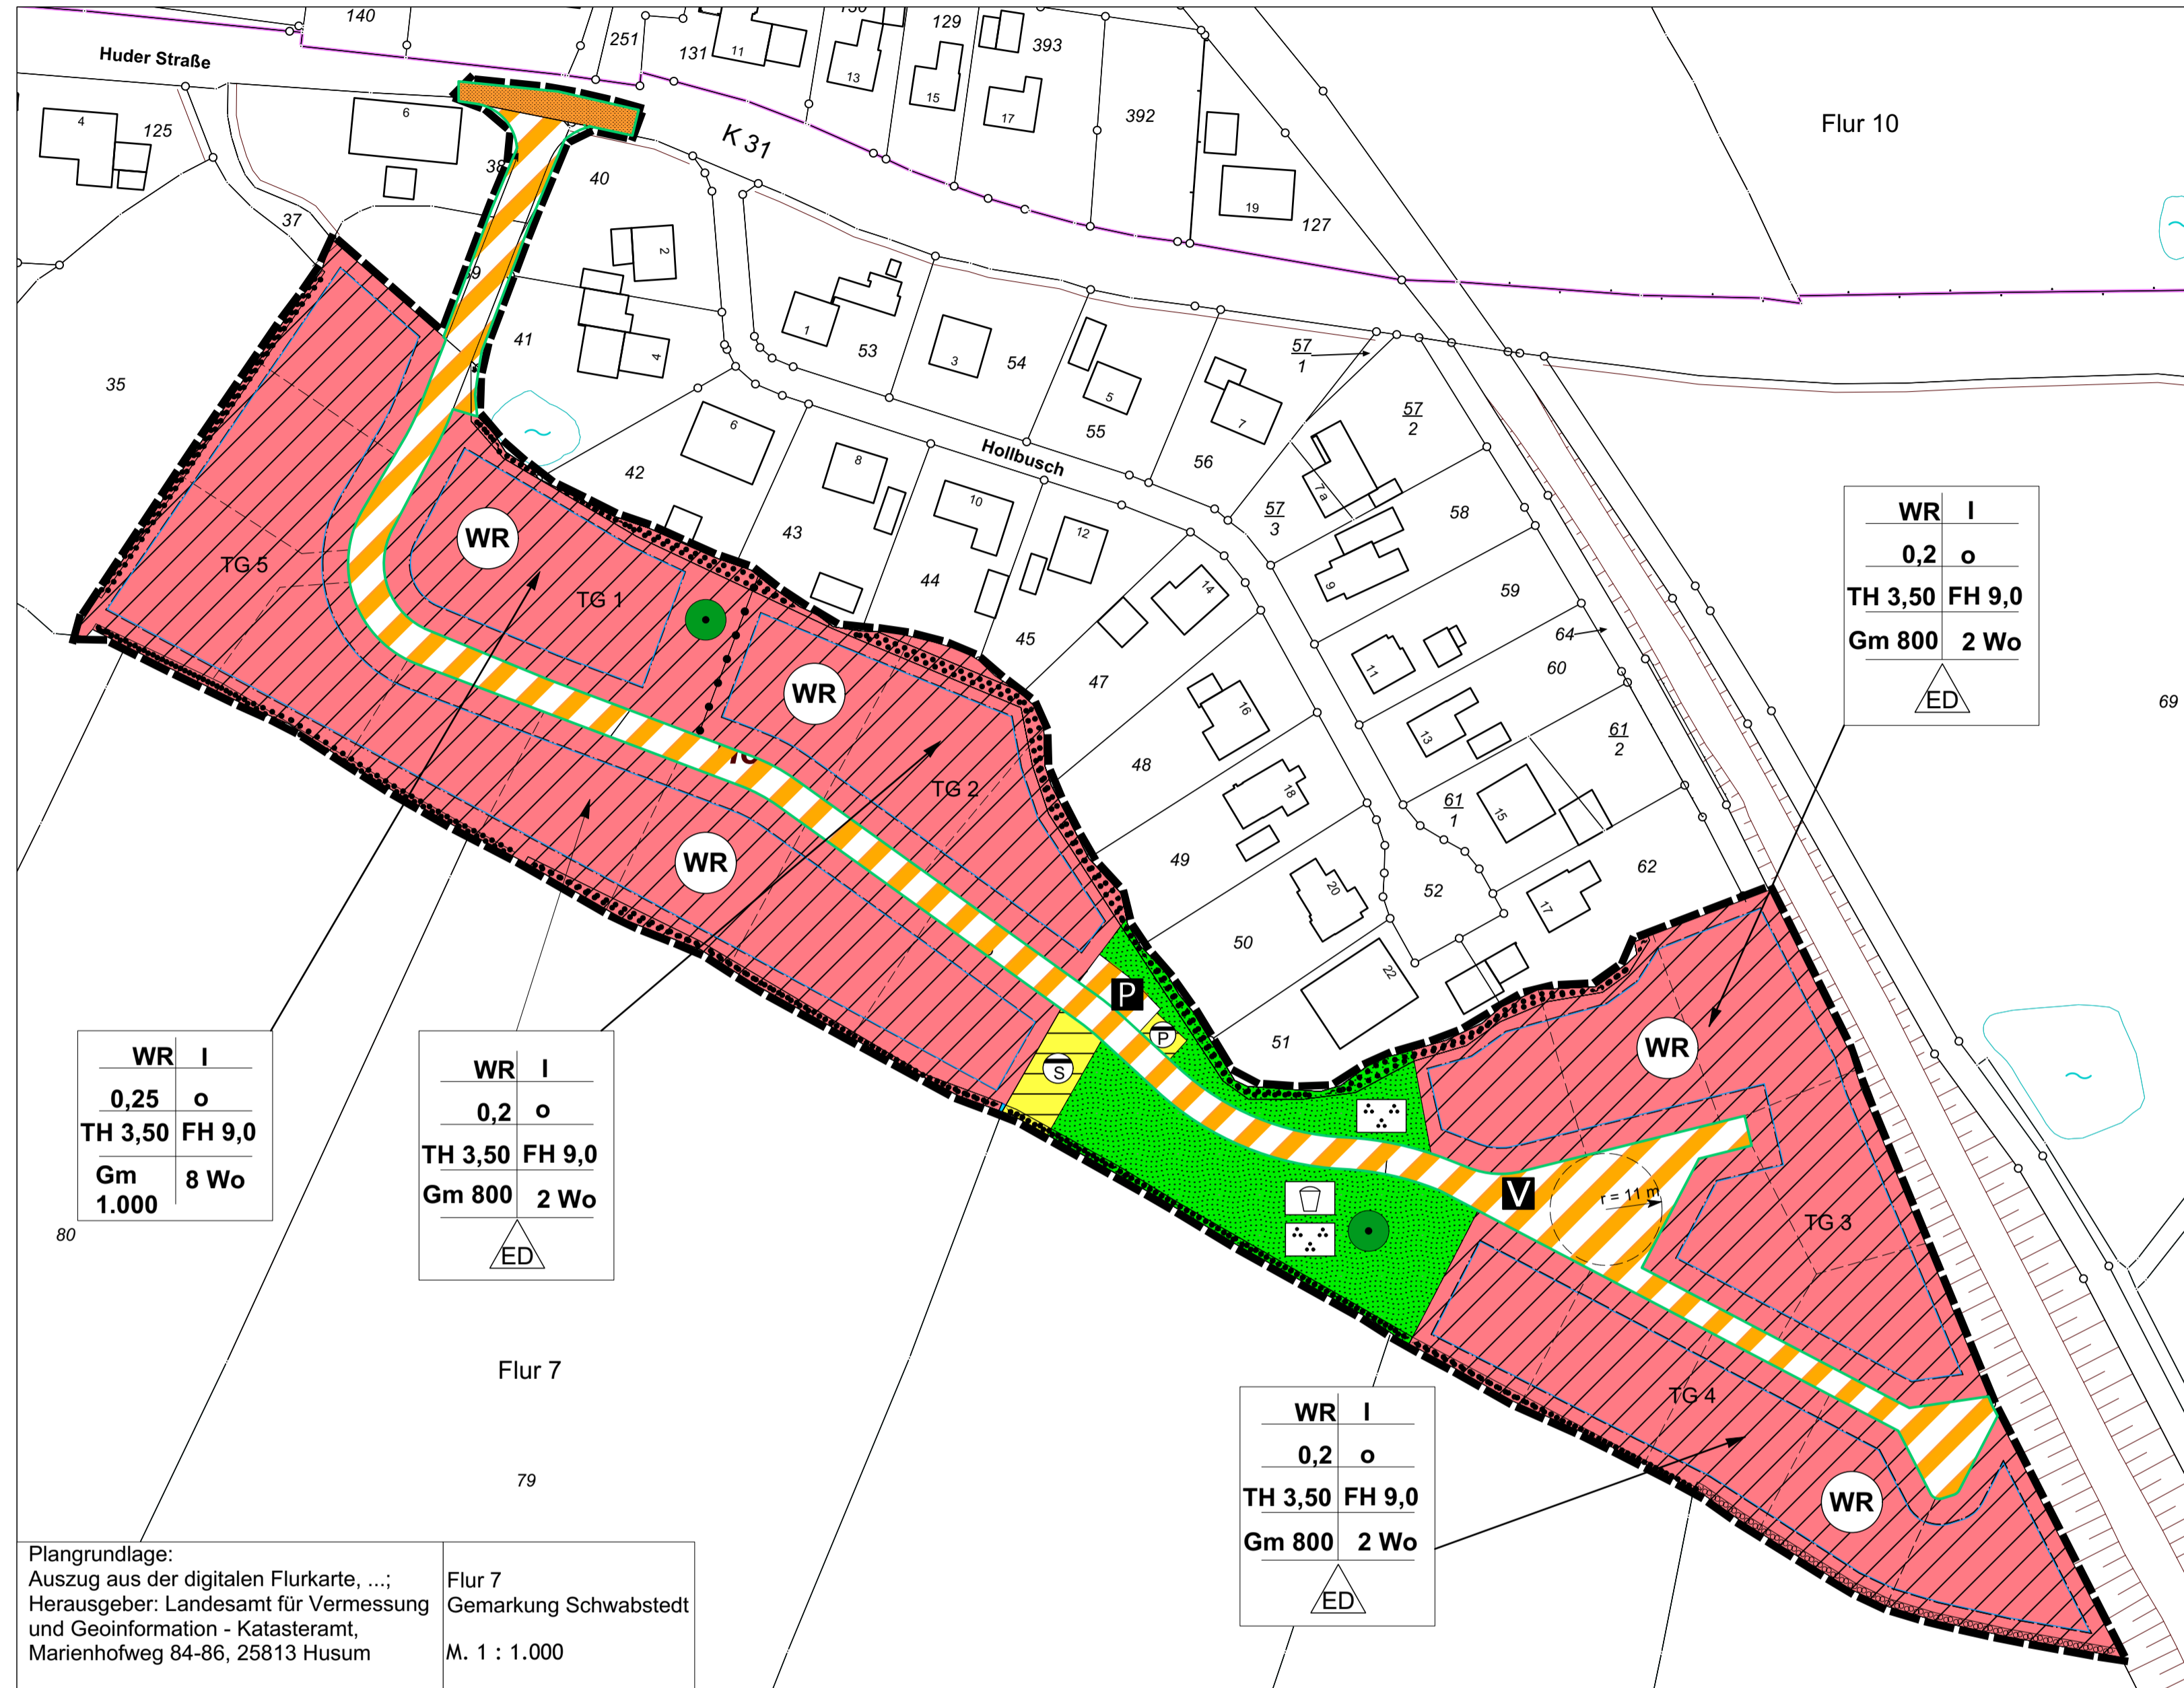 140
251
131
11
13
129
15
393
17
392
Flur 10
Huder Straße
K 31
4
125
6
38
40
37
19
127
2
41
4
35
1
53
3
54
5
55
7
56
57
1
57
2
57
3
7 a
58
Hollbusch
42
6
8
43
10
44
12
45
14
9
59
64
60
11
13
61
2
61
1
15
47
16
48
18
49
20
50
52
17
62
22
51
69
TG 5
WR
TG 1
WR
TG 2
WR
P
P
S
WR
V
r = 11 m
TG 3
TG 4
WR
WR I
0,2 o
TH 3,50 FH 9,0
Gm 800 2 Wo
ED
WR I
0,25 o
TH 3,50 FH 9,0
Gm 8 Wo
1.000
WR I
0,2 o
TH 3,50 FH 9,0
Gm 800 2 Wo
ED
WR I
0,2 o
TH 3,50 FH 9,0
Gm 800 2 Wo
ED
80
Flur 7
79
Plangrundlage:
Auszug aus der digitalen Flurkarte, ...;
Herausgeber: Landesamt für Vermessung
und Geoinformation - Katasteramt,
Marienhofweg 84-86, 25813 Husum
Flur 7
Gemarkung Schwabstedt
M. 1 : 1.000